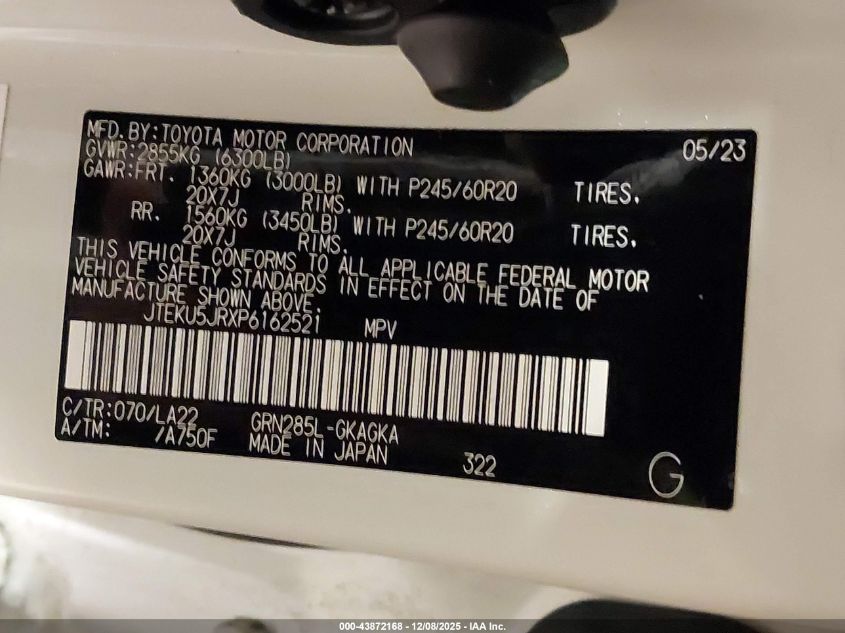 MFD. BY: TOYOTA MOTOR CORPORATION 05/23
GVWR: 2855KG (6300LB)
GAWR: FRT. 1360KG (3000LB) WITH P245/60R20 TIRES.
20X7J RIMS.
RR. 1560KG (3450LB) WITH P245/60R20 TIRES.
20X7J RIMS.
THIS VEHICLE CONFORMS TO ALL APPLICABLE FEDERAL MOTOR
VEHICLE SAFETY STANDARDS IN EFFECT ON THE DATE OF
MANUFACTURE SHOWN ABOVE.
JTEKU5JRXP6162521 MPV
C/TR: 070/LA22 GRN285L-GKAGKA
A/TM: /A750F MADE IN JAPAN 322
G
000-43872168 - 12/08/2025 - IAA Inc.